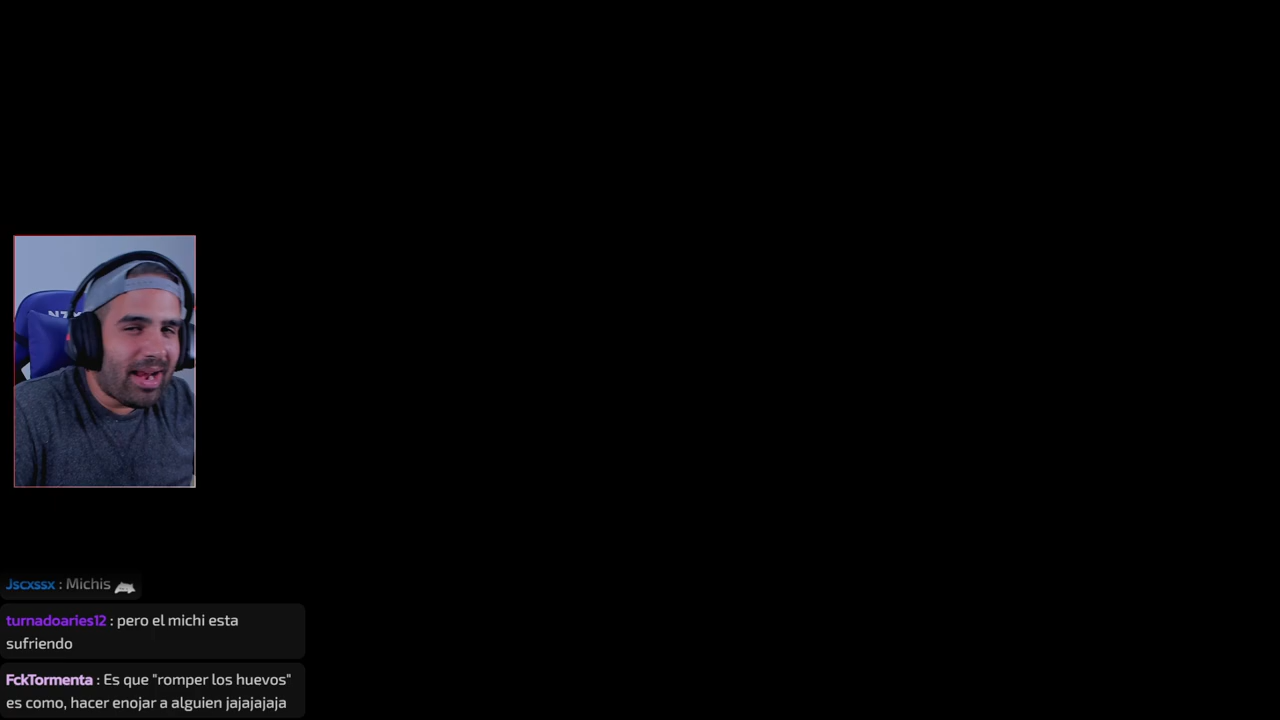 Jscxssx : Michis
turnadoaries12 : pero el michi esta
sufriendo
FckTormenta : Es que "romper los huevos"
es como, hacer enojar a alguien jajajajaja